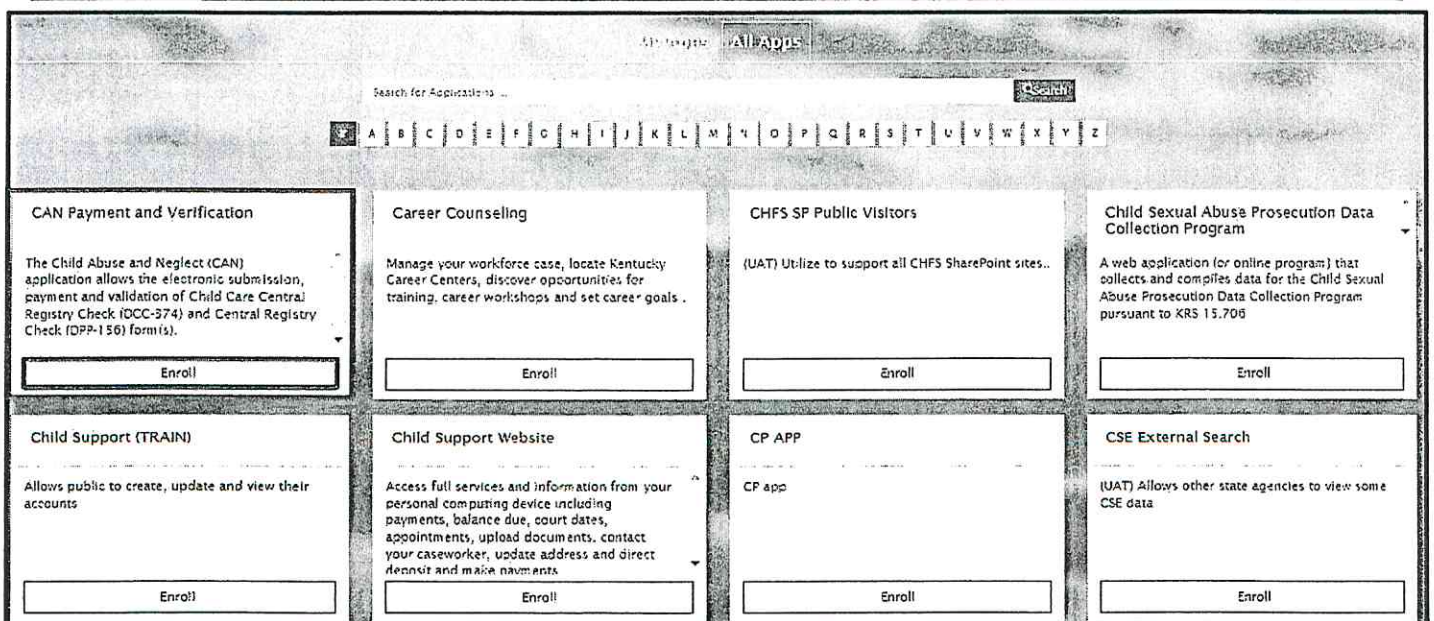 All Apps
Search for Applications ...
Search
A B C D E F G H I J K L M N O P Q R S T U V W X Y Z
CAN Payment and Verification
The Child Abuse and Neglect (CAN)
application allows the electronic submission,
payment and validation of Child Care Central
Registry Check (DCC-374) and Central Registry
Check (DPP-156) form(s).
Enroll
Career Counseling
Manage your workforce case, locate Kentucky
Career Centers, discover opportunities for
training, career workshops and set career goals .
Enroll
CHFS SP Public Visitors
(UAT) Utilize to support all CHFS SharePoint sites..
Enroll
Child Sexual Abuse Prosecution Data
Collection Program
A web application (or online program) that
collects and compiles data for the Child Sexual
Abuse Prosecution Data Collection Program
pursuant to KRS 15.706
Enroll
Child Support (TRAIN)
Allows public to create, update and view their
accounts
Enroll
Child Support Website
Access full services and information from your
personal computing device including
payments, balance due, court dates,
appointments, upload documents, contact
your caseworker, update address and direct
deposit and make payments
Enroll
CP APP
CP app
Enroll
CSE External Search
(UAT) Allows other state agencies to view some
CSE data
Enroll